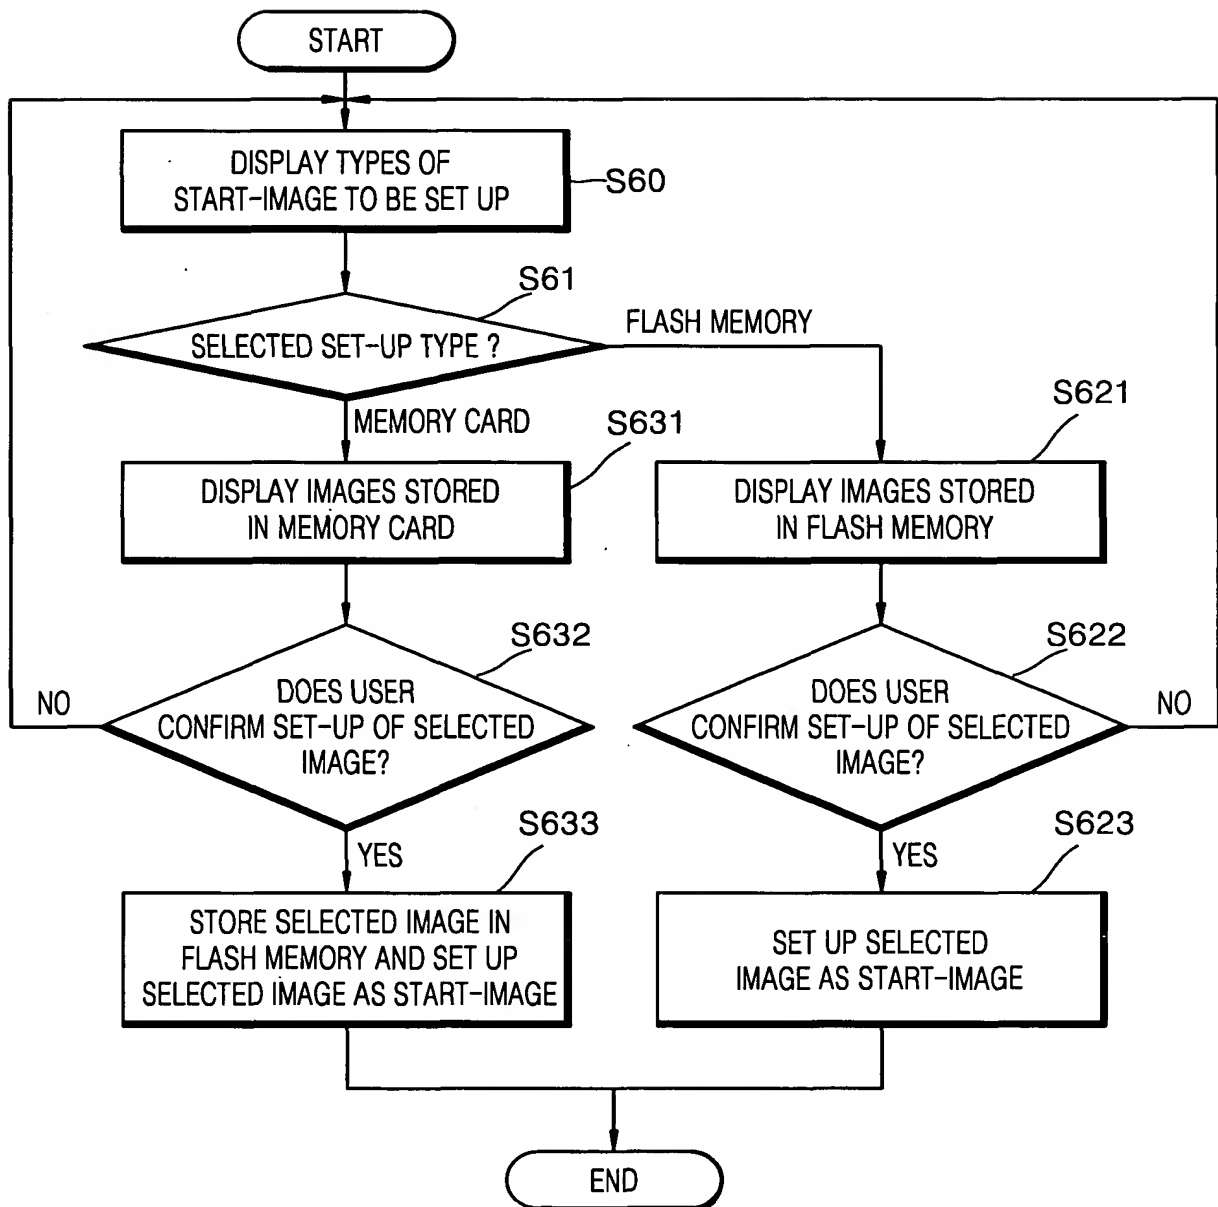 START
DISPLAY TYPES OF
START-IMAGE TO BE SET UP
S60
S61
SELECTED SET-UP TYPE ?
FLASH MEMORY
MEMORY CARD
S631
DISPLAY IMAGES STORED
IN MEMORY CARD
S621
DISPLAY IMAGES STORED
IN FLASH MEMORY
S632
DOES USER
CONFIRM SET-UP OF SELECTED
IMAGE?
NO
YES
S622
DOES USER
CONFIRM SET-UP OF SELECTED
IMAGE?
NO
YES
S633
STORE SELECTED IMAGE IN
FLASH MEMORY AND SET UP
SELECTED IMAGE AS START-IMAGE
S623
SET UP SELECTED
IMAGE AS START-IMAGE
END